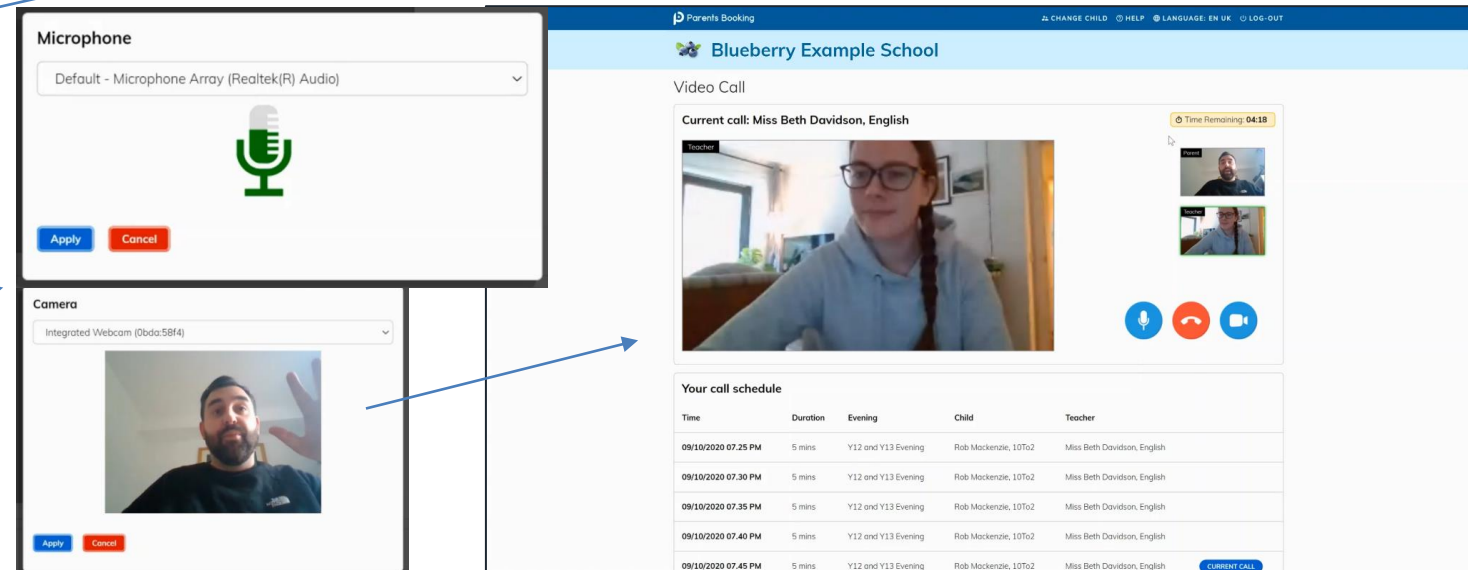 Microphone
Default - Microphone Array (Realtek(R) Audio)
Apply Cancel
Camera
Integrated Webcam (0bda:58f4)
Apply Cancel
Parents Booking CHANGE CHILD HELP LANGUAGE: EN UK LOG-OUT
Blueberry Example School
Video Call
Current call: Miss Beth Davidson, English
Time Remaining: 04:18
Teacher
Parent
Teacher
Your call schedule
Time Duration Evening Child Teacher
09/10/2020 07.25 PM 5 mins Y12 and Y13 Evening Rob Mackenzie, 10To2 Miss Beth Davidson, English
09/10/2020 07.30 PM 5 mins Y12 and Y13 Evening Rob Mackenzie, 10To2 Miss Beth Davidson, English
09/10/2020 07.35 PM 5 mins Y12 and Y13 Evening Rob Mackenzie, 10To2 Miss Beth Davidson, English
09/10/2020 07.40 PM 5 mins Y12 and Y13 Evening Rob Mackenzie, 10To2 Miss Beth Davidson, English
09/10/2020 07.45 PM 5 mins Y12 and Y13 Evening Rob Mackenzie, 10To2 Miss Beth Davidson, English CURRENT CALL